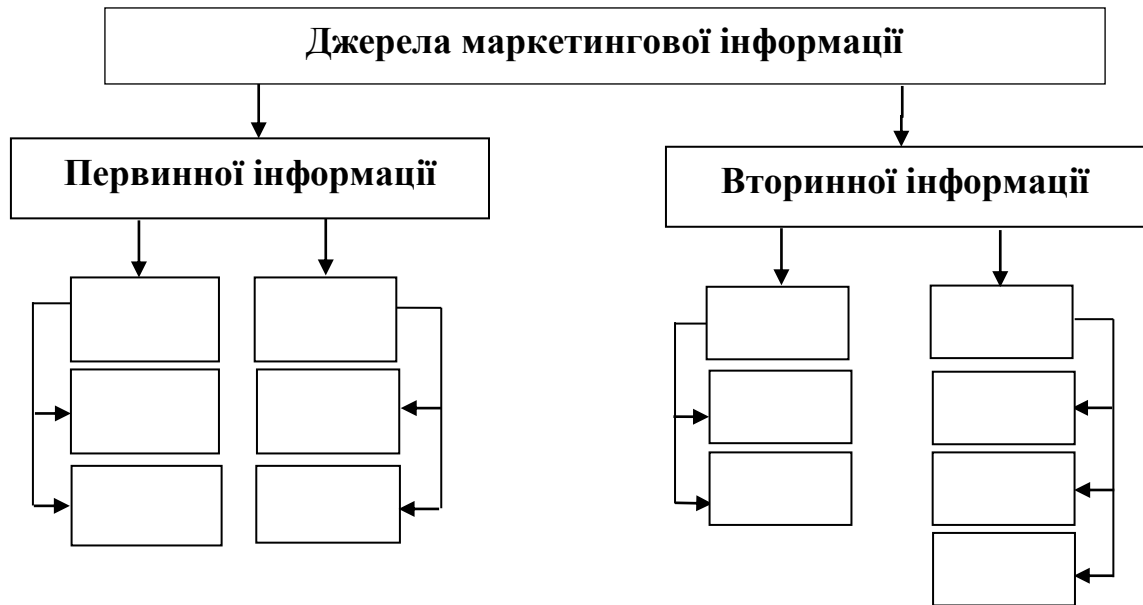 Джерела маркетингової інформації
Первинної інформації
Вторинної інформації